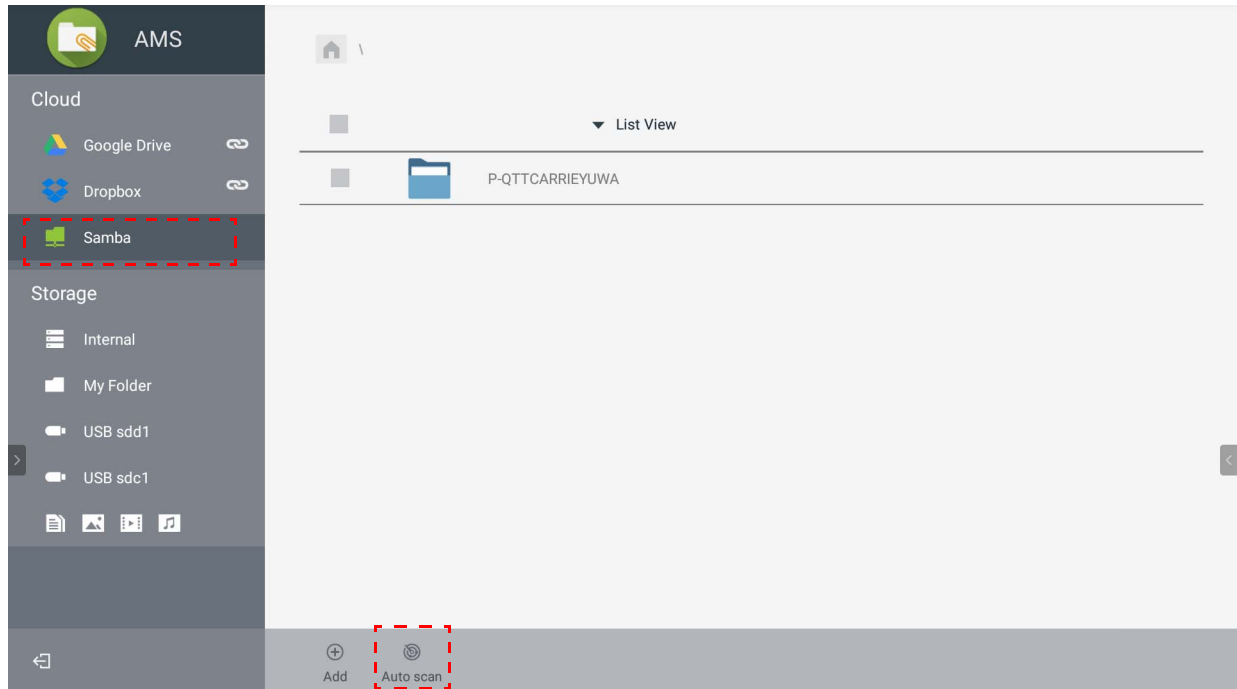 AMS
Cloud
Google Drive
Dropbox
Samba
Storage
Internal
My Folder
USB sdd1
USB sdc1
\
List View
P-QTTCARRIEYUWA
Add
Auto scan